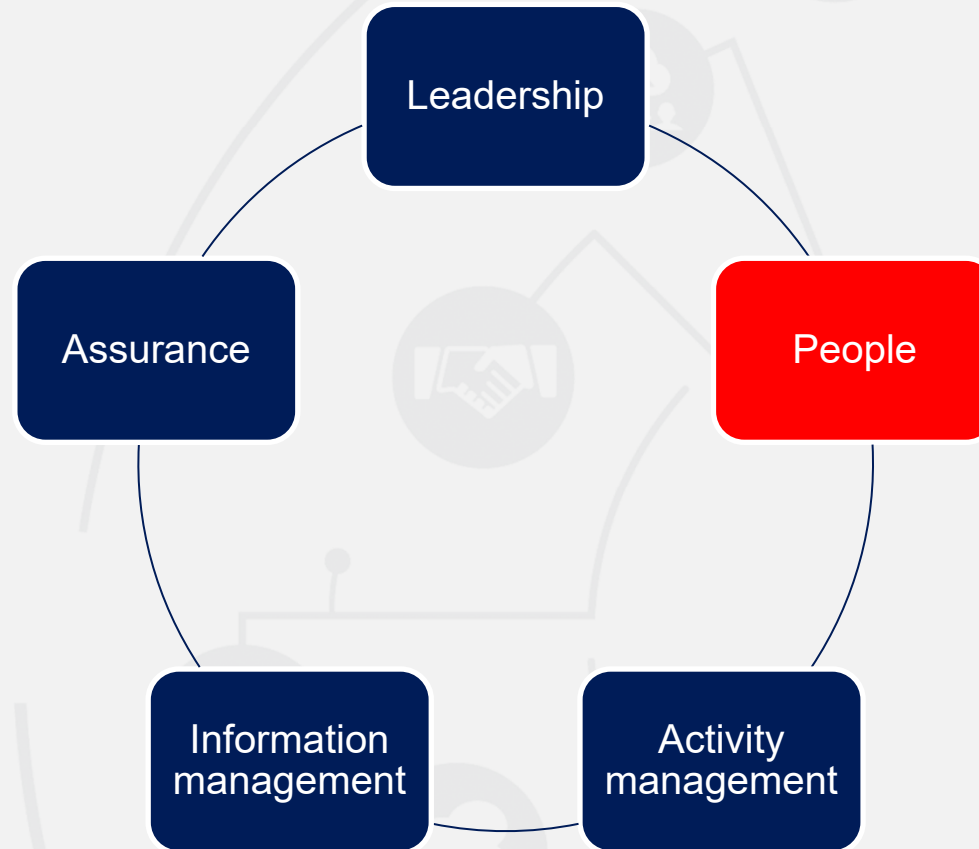 Leadership
Assurance
People
Information
management
Activity
management